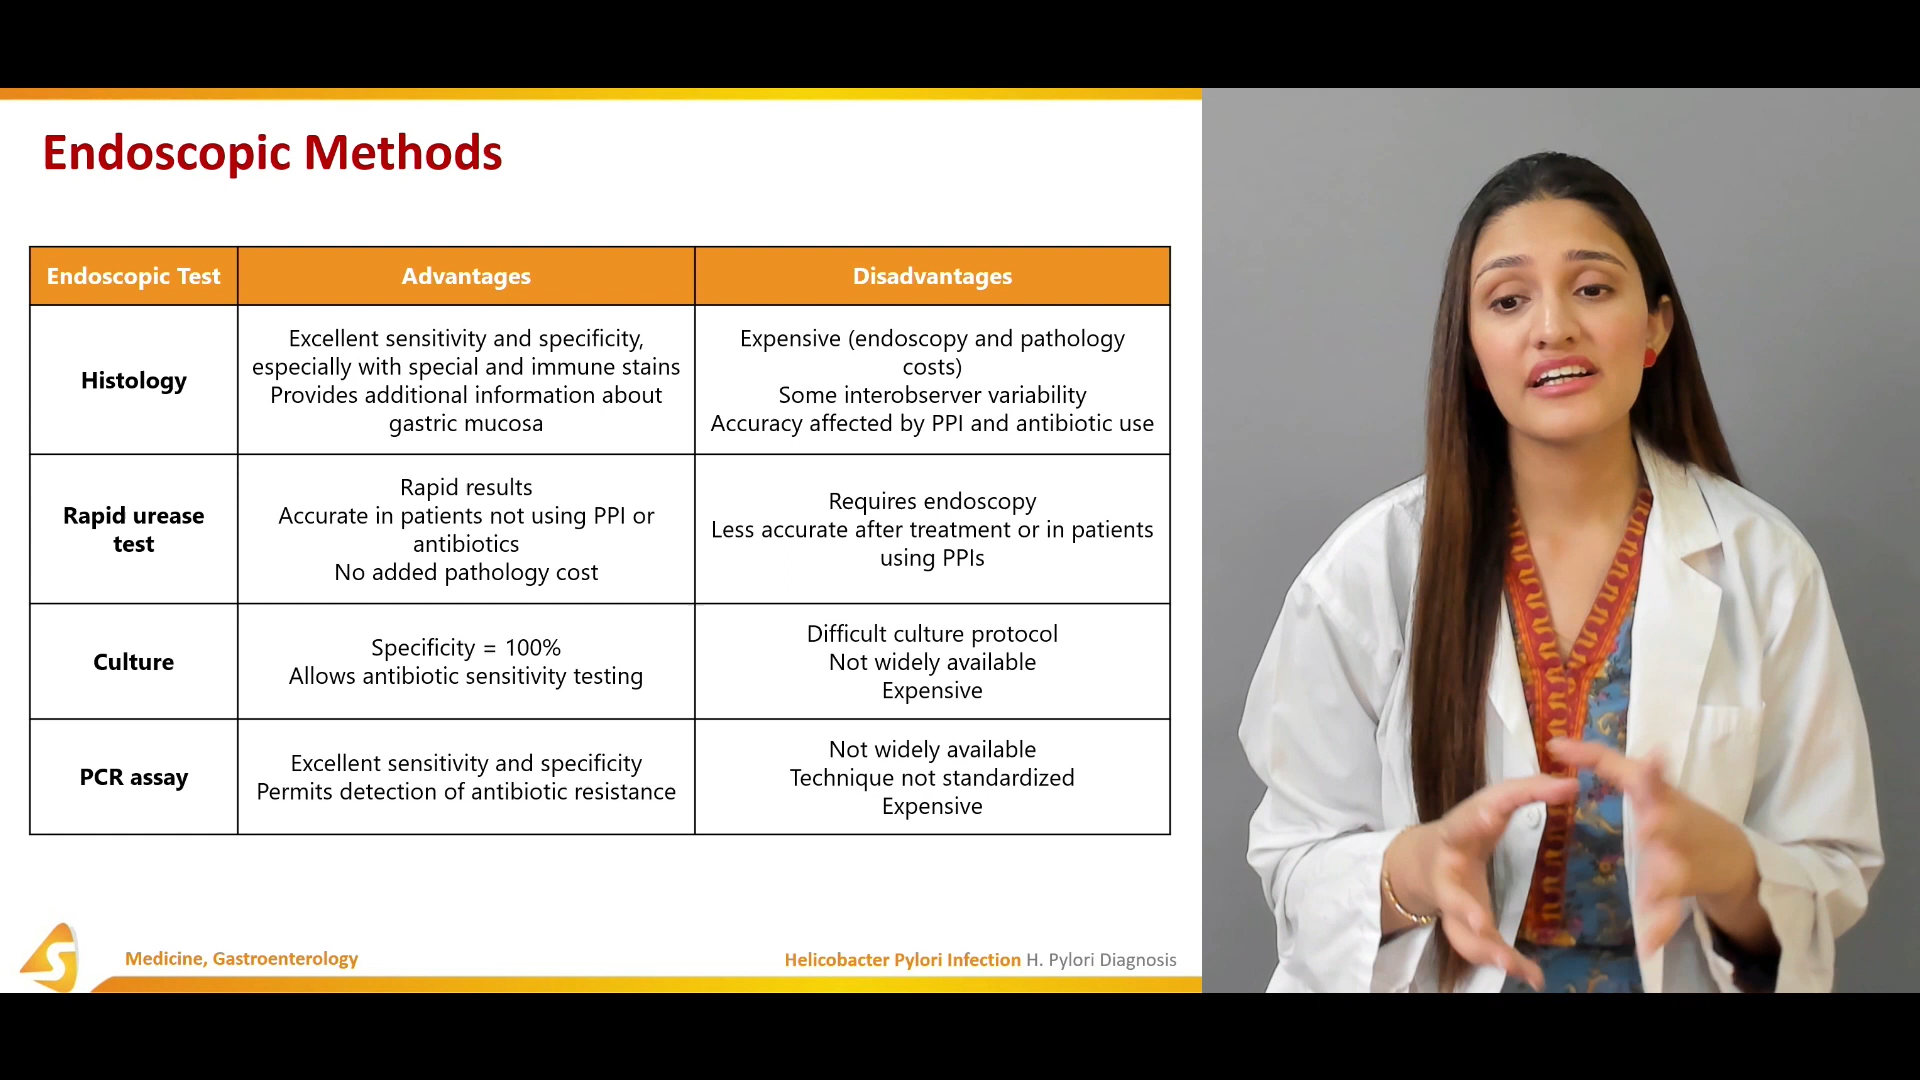 Endoscopic Methods
Endoscopic Test
Advantages
Disadvantages
Histology
Excellent sensitivity and specificity,
especially with special and immune stains
Provides additional information about
gastric mucosa
Expensive (endoscopy and pathology
costs)
Some interobserver variability
Accuracy affected by PPI and antibiotic use
Rapid urease
test
Rapid results
Accurate in patients not using PPI or
antibiotics
No added pathology cost
Requires endoscopy
Less accurate after treatment or in patients
using PPIs
Culture
Specificity = 100%
Allows antibiotic sensitivity testing
Difficult culture protocol
Not widely available
Expensive
PCR assay
Excellent sensitivity and specificity
Permits detection of antibiotic resistance
Not widely available
Technique not standardized
Expensive
S
Medicine, Gastroenterology
Helicobacter Pylori Infection H. Pylori Diagnosis